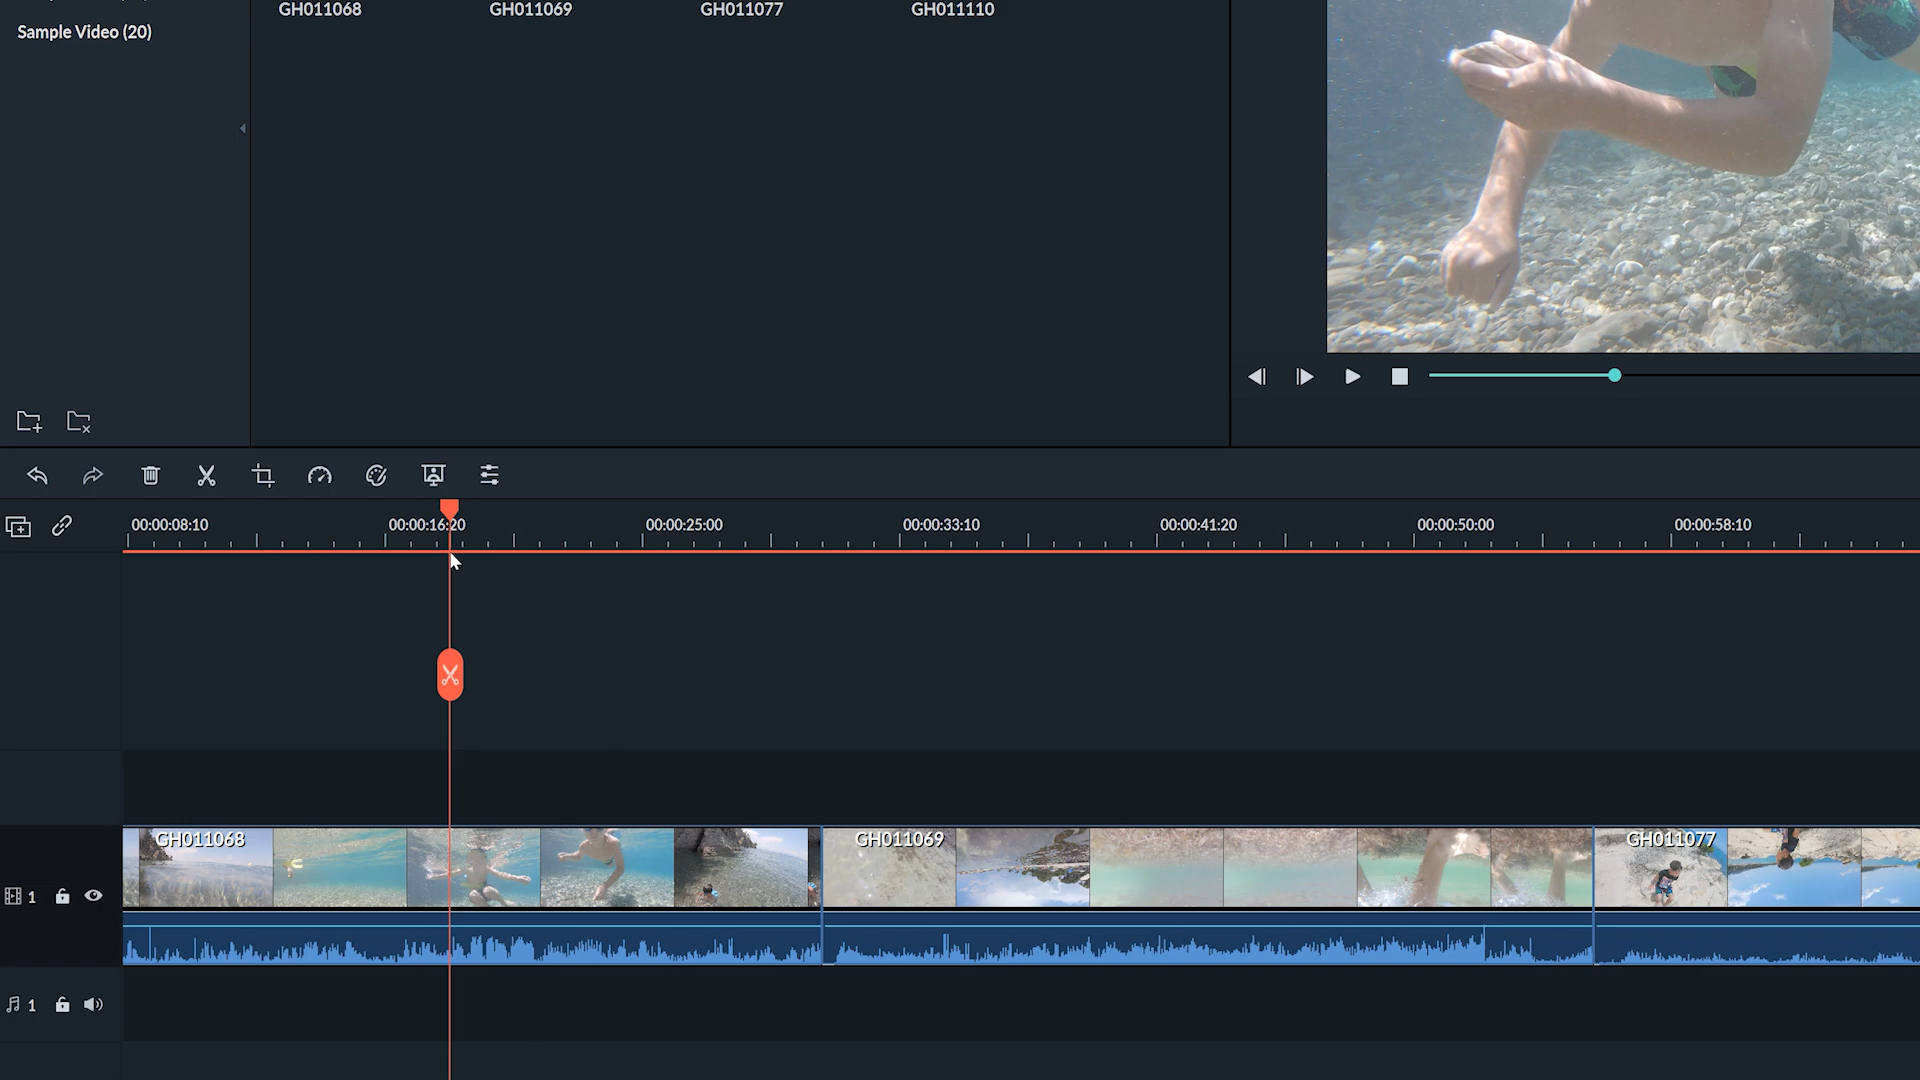 GH011068 GH011069 GH011077 GH011110
Sample Video (20)
00:00:08:10 00:00:16:20 00:00:25:00 00:00:33:10 00:00:41:20 00:00:50:00 00:00:58:10
GH011068 GH011069 GH011077
1
1